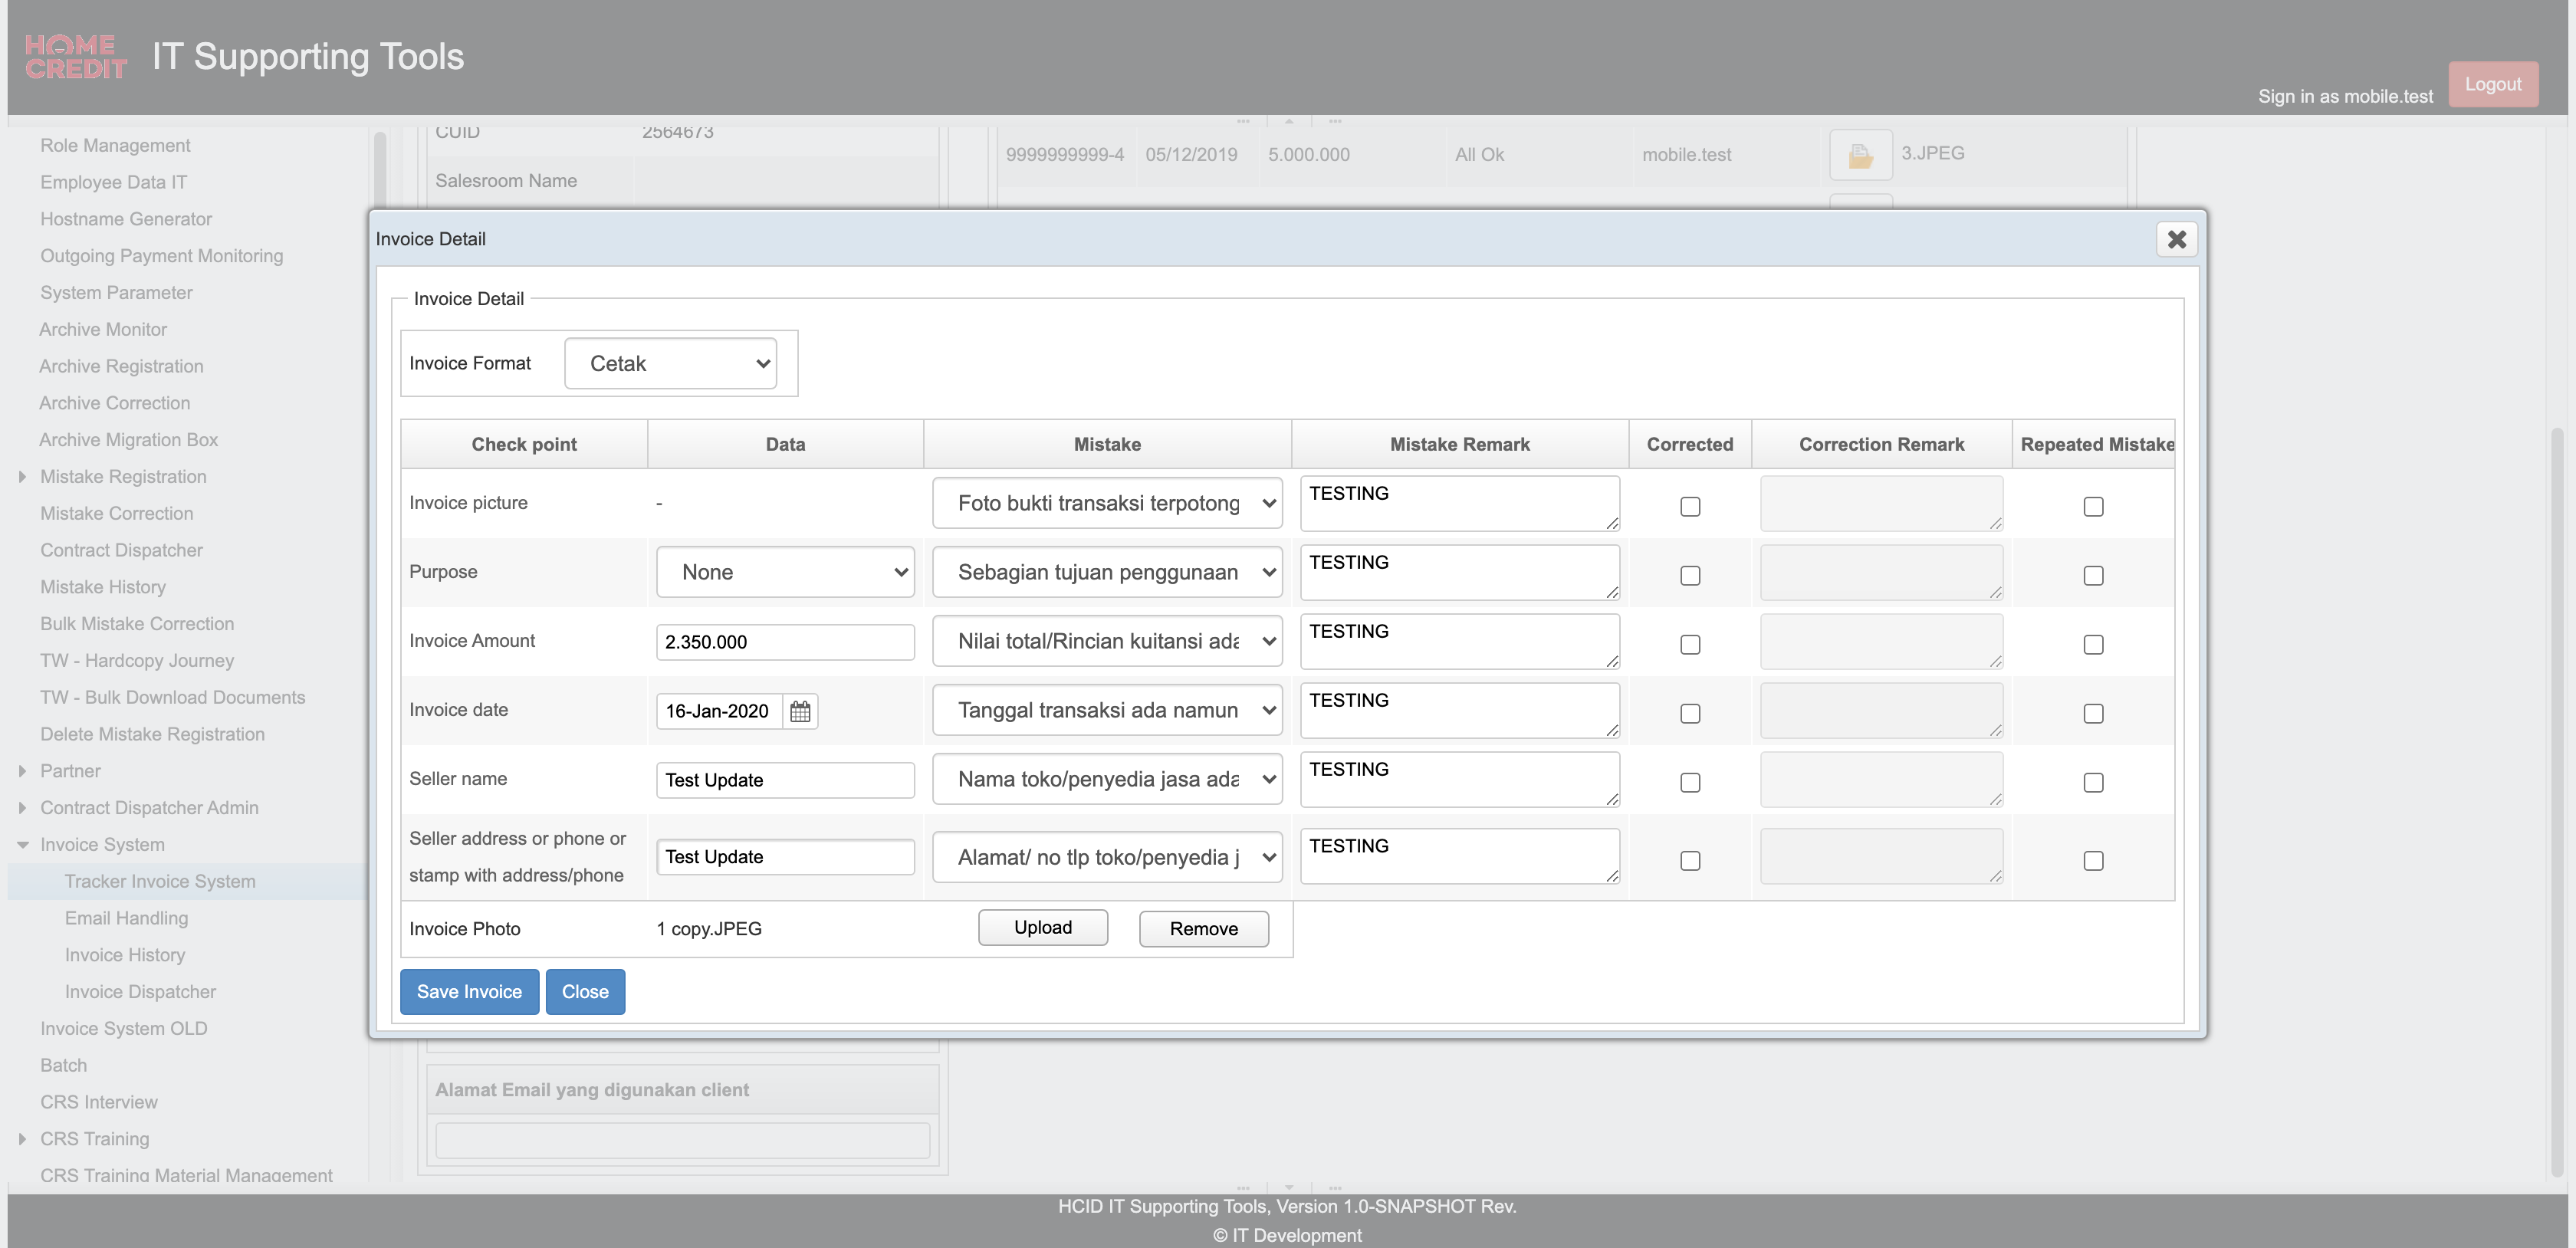 HOME
CREDIT
IT Supporting Tools
Sign in as mobile.test
Logout
Role Management
Employee Data IT
Hostname Generator
Outgoing Payment Monitoring
System Parameter
Archive Monitor
Archive Registration
Archive Correction
Archive Migration Box
Mistake Registration
Mistake Correction
Contract Dispatcher
Mistake History
Bulk Mistake Correction
TW - Hardcopy Journey
TW - Bulk Download Documents
Delete Mistake Registration
Partner
Contract Dispatcher Admin
Invoice System
Tracker Invoice System
Email Handling
Invoice History
Invoice Dispatcher
Invoice System OLD
Batch
CRS Interview
CRS Training
CRS Training Material Management
CUID 2564673
Salesroom Name
9999999999-4 05/12/2019 5.000.000 All Ok mobile.test 3.JPEG
Invoice Detail
Invoice Detail
Invoice Format Cetak
Check point Data Mistake Mistake Remark Corrected Correction Remark Repeated Mistake
Invoice picture - Foto bukti transaksi terpotong TESTING
Purpose None Sebagian tujuan penggunaan TESTING
Invoice Amount 2.350.000 Nilai total/Rincian kuitansi ada TESTING
Invoice date 16-Jan-2020 Tanggal transaksi ada namun TESTING
Seller name Test Update Nama toko/penyedia jasa ada TESTING
Seller address or phone or
stamp with address/phone Test Update Alamat/ no tlp toko/penyedia j TESTING
Invoice Photo 1 copy.JPEG Upload Remove
Save Invoice Close
Alamat Email yang digunakan client
HCID IT Supporting Tools, Version 1.0-SNAPSHOT Rev.
© IT Development